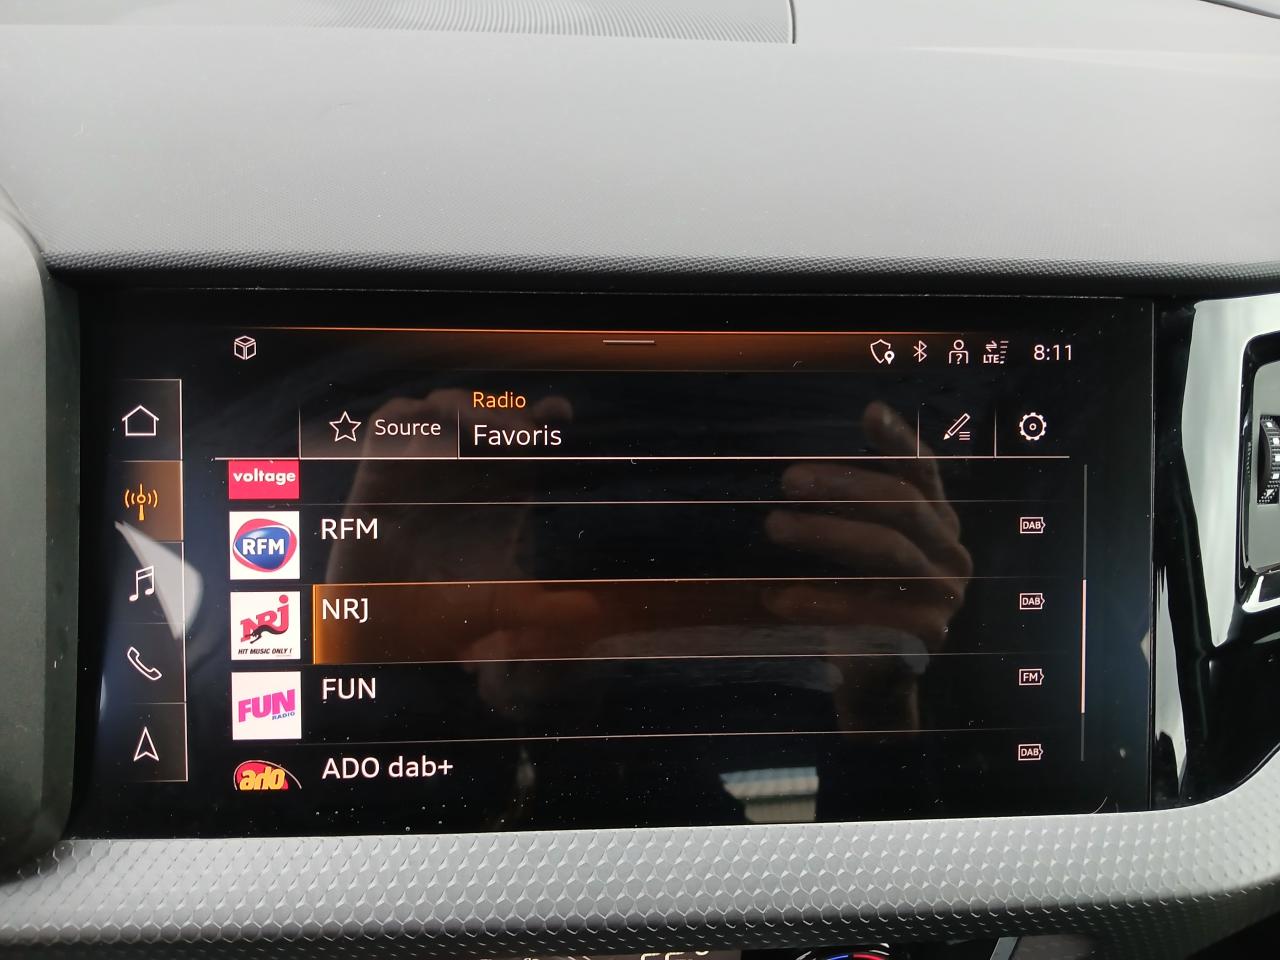 LTE
8:11
Radio
Source
Favoris
voltage
RFM
RFM
DAB
NRJ
HIT MUSIC ONLY !
NRJ
DAB
FUN
RADIO
FUN
FM
ado
ADO dab+
DAB